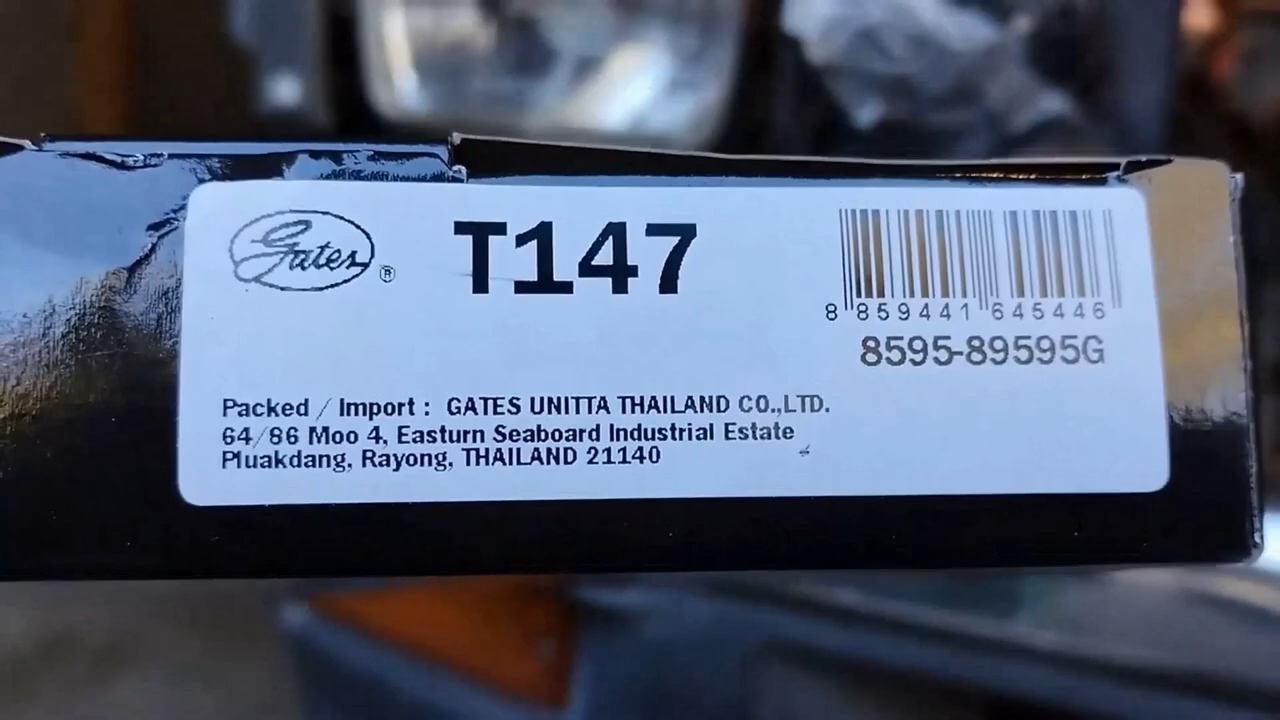 Gates ®
T147
8 859441 645446
8595-89595G
Packed / Import : GATES UNITTA THAILAND CO.,LTD.
64/86 Moo 4, Easturn Seaboard Industrial Estate
Pluakdang, Rayong, THAILAND 21140